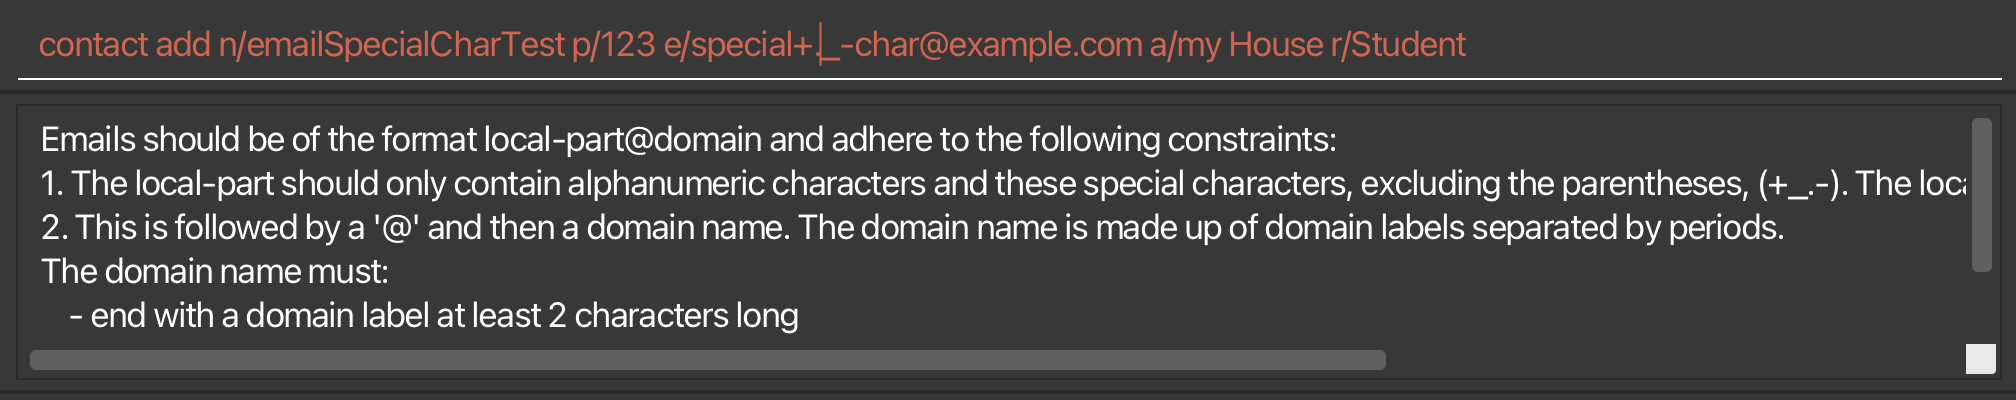 contact add n/emailSpecialCharTest p/123 e/special+._-char@example.com a/my House r/Student
Emails should be of the format local-part@domain and adhere to the following constraints:
1. The local-part should only contain alphanumeric characters and these special characters, excluding the parentheses, (+_.-). The loca
2. This is followed by a '@' and then a domain name. The domain name is made up of domain labels separated by periods.
The domain name must:
- end with a domain label at least 2 characters long